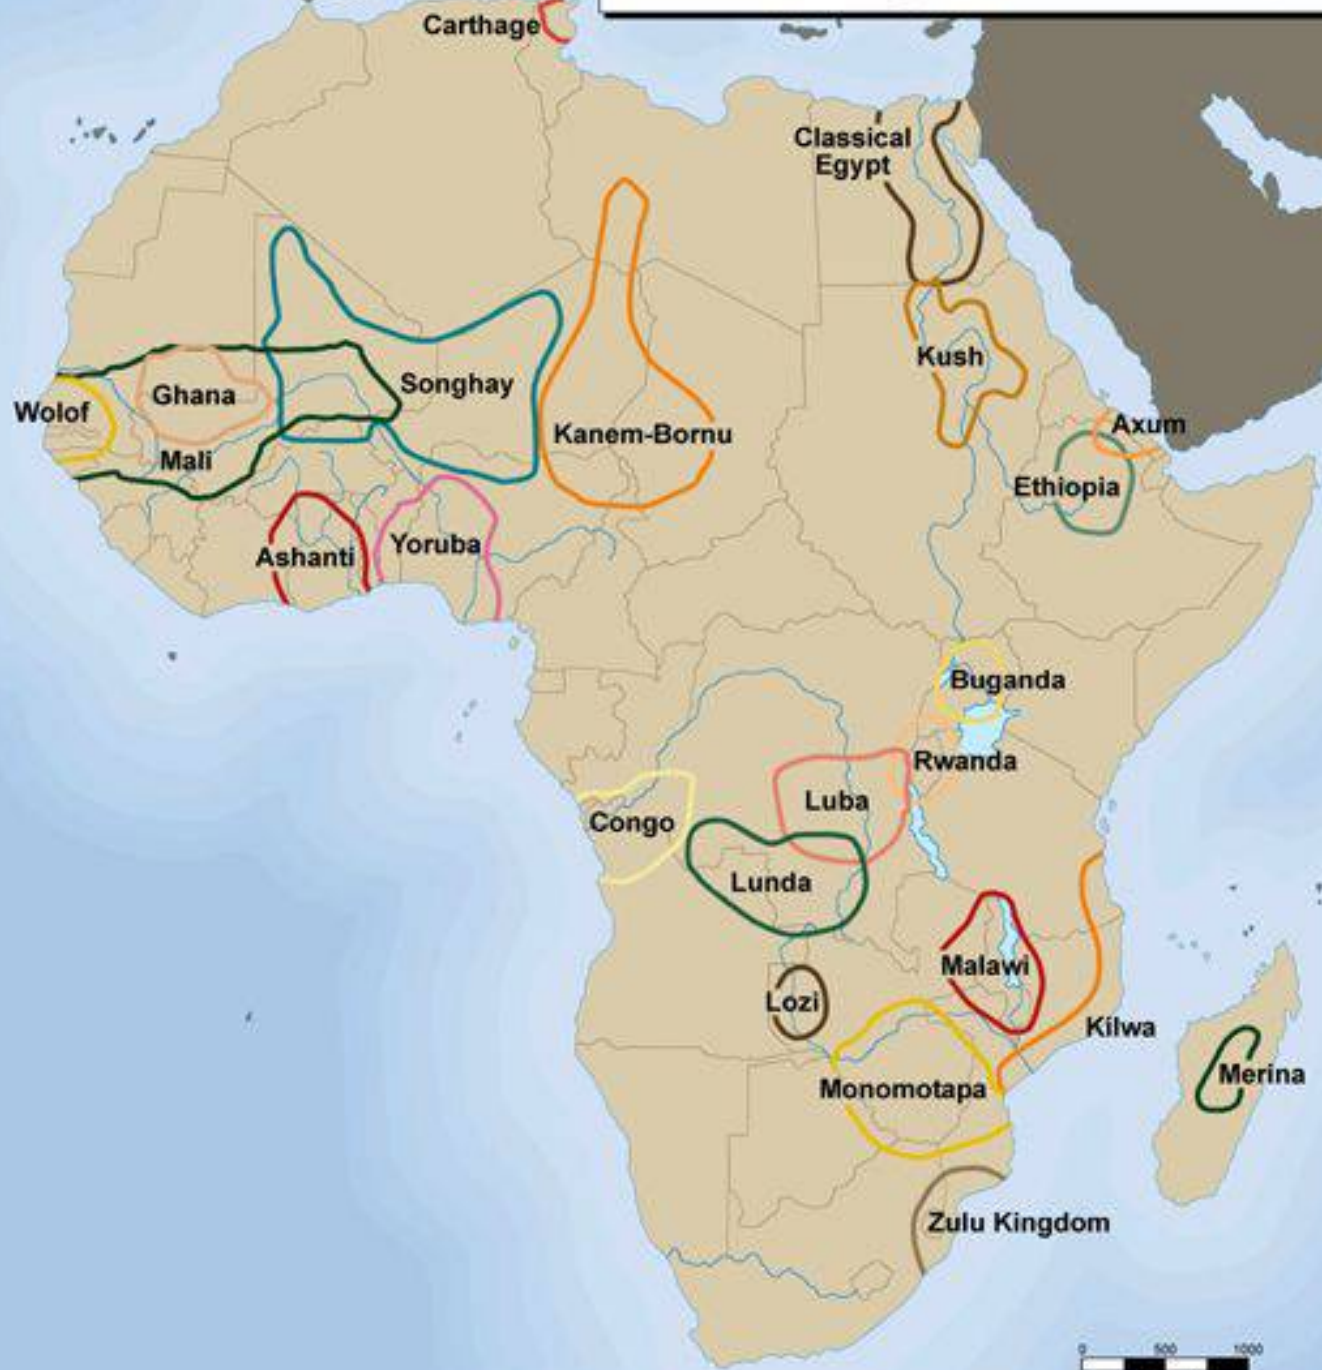 Carthage
Classical
Egypt
Kush
Songhay
Ghana
Wolof
Axum
Kanem-Bornu
Mali
Ethiopia
Yoruba
Ashanti
Buganda
Rwanda
Luba
Congo
Lunda
Malawi
Lozi
Kilwa
Merina
Monomotapa
Zulu Kingdom
0 500 1000